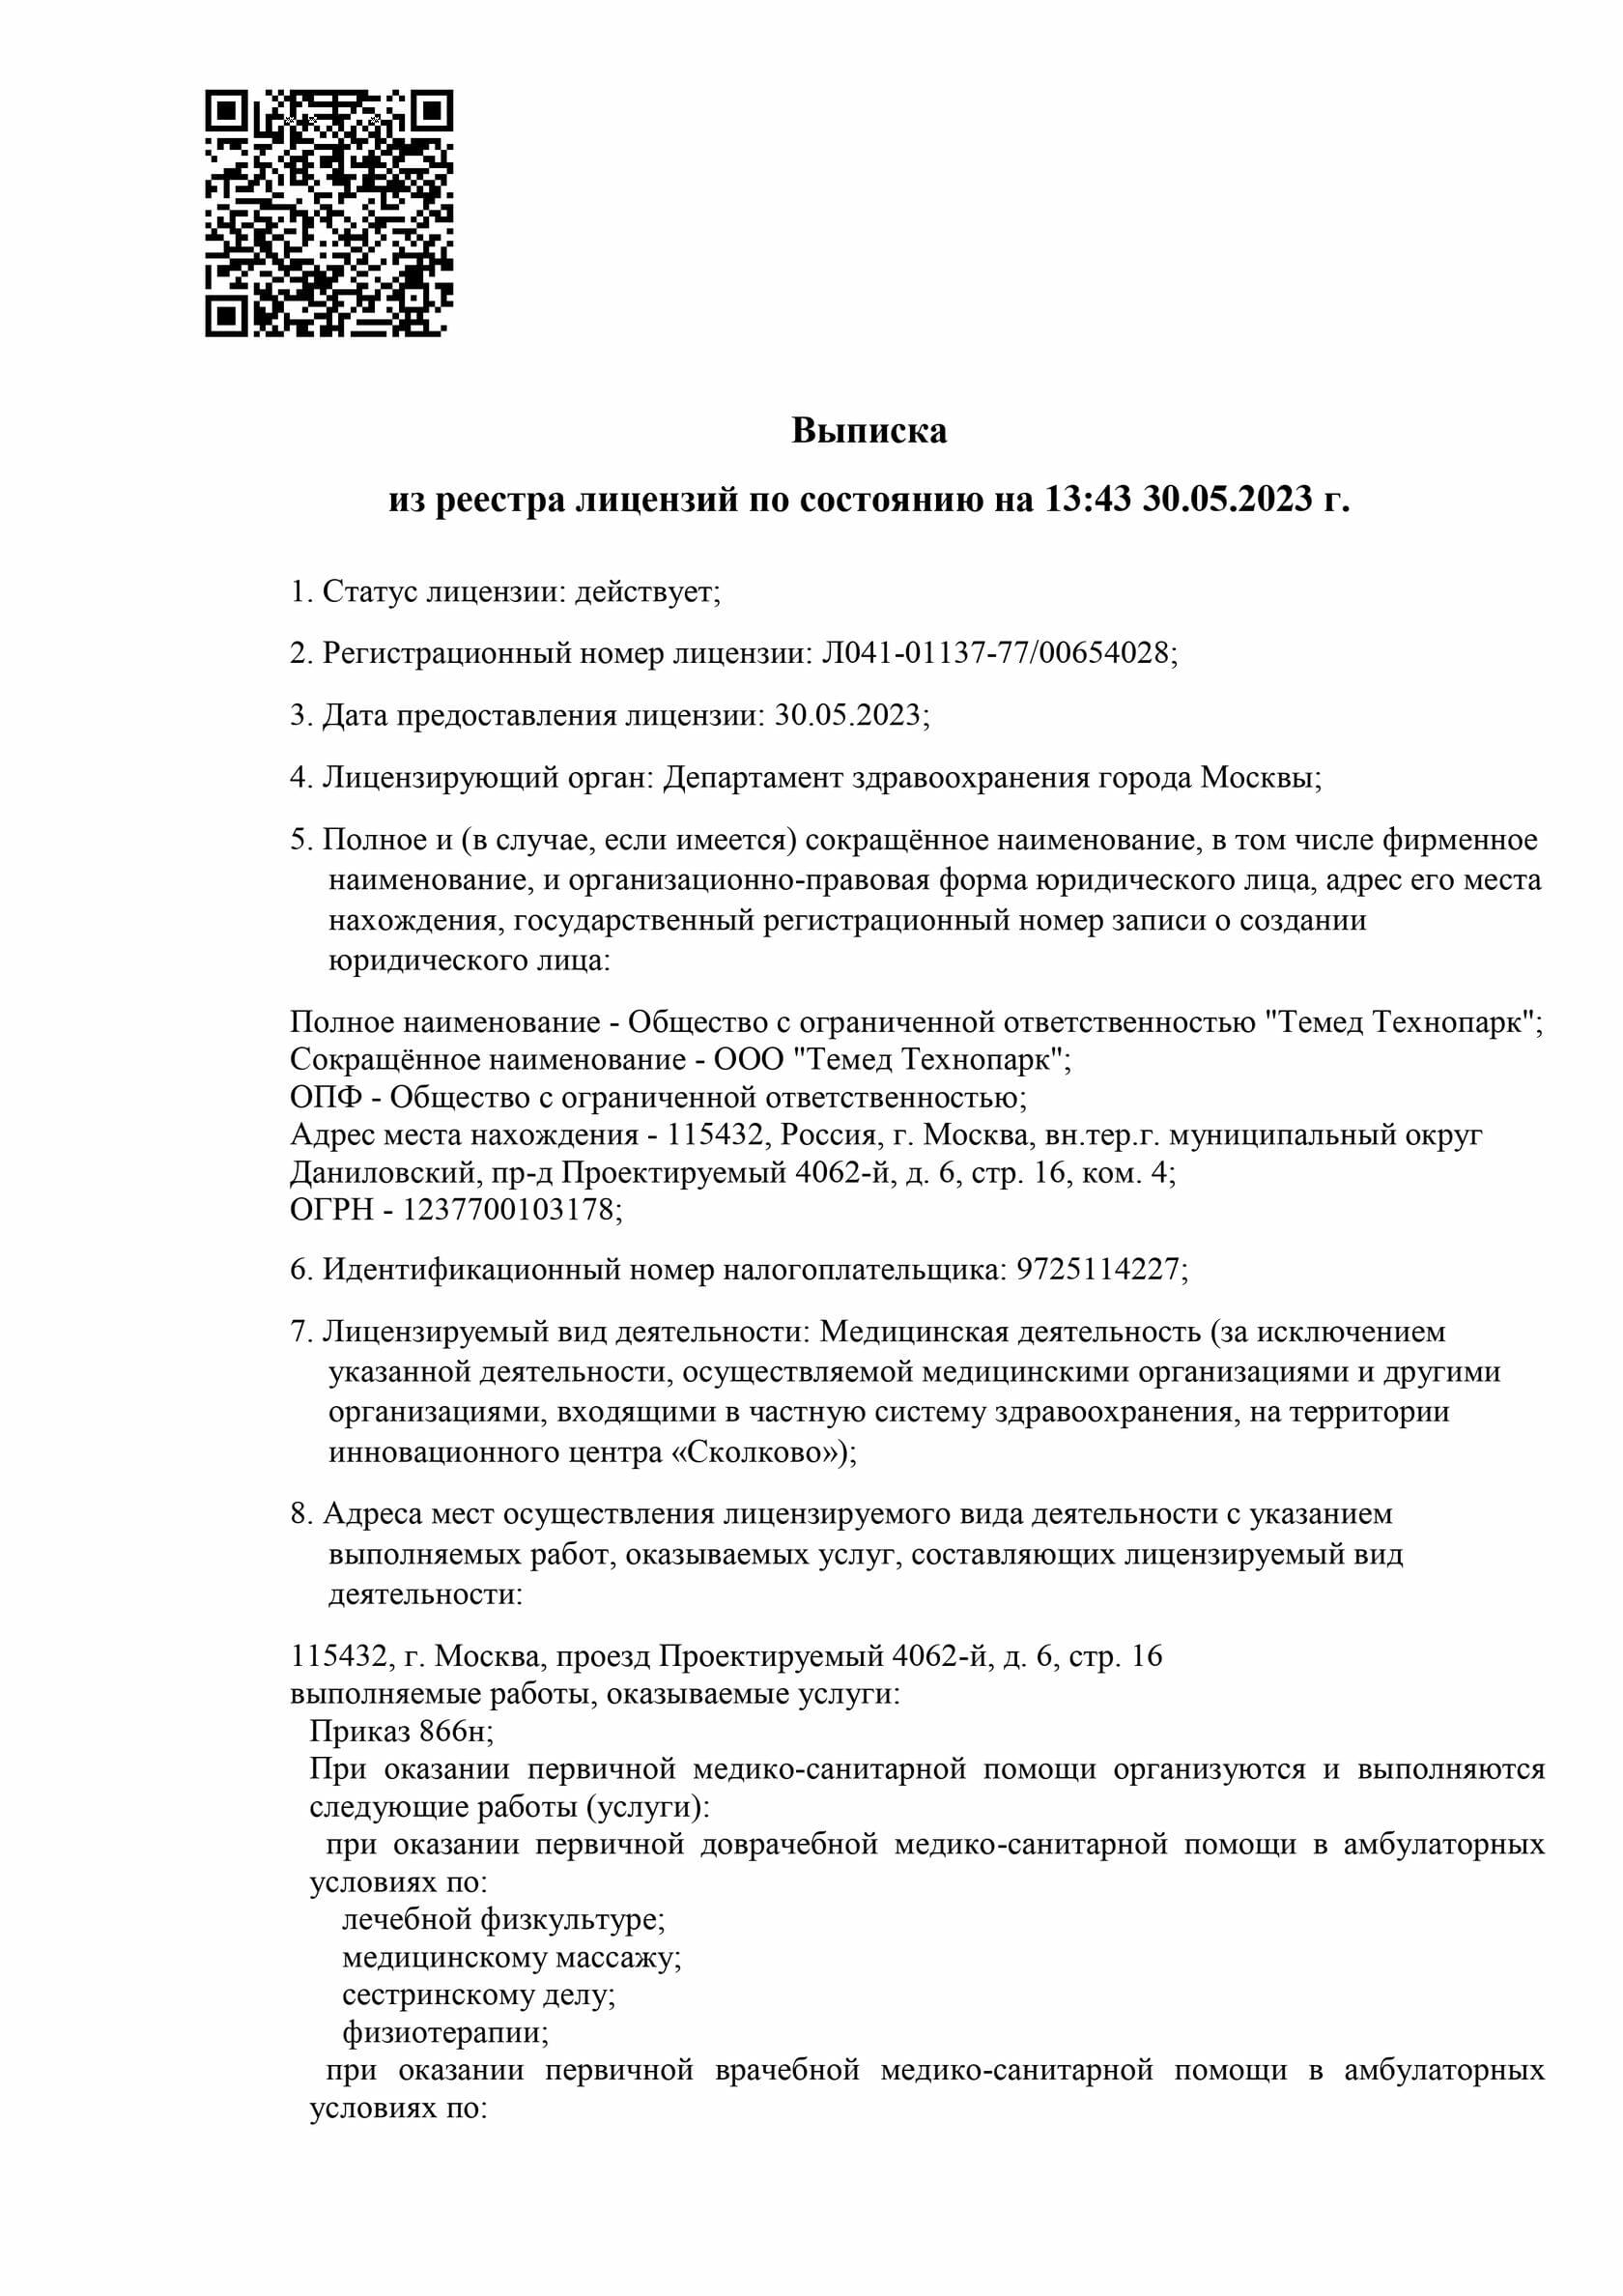 Выписка
из реестра лицензий по состоянию на 13:43 30.05.2023 г.
1. Статус лицензии: действует;
2. Регистрационный номер лицензии: Л041-01137-77/00654028;
3. Дата предоставления лицензии: 30.05.2023;
4. Лицензирующий орган: Департамент здравоохранения города Москвы;
5. Полное и (в случае, если имеется) сокращённое наименование, в том числе фирменное
наименование, и организационно-правовая форма юридического лица, адрес его места
нахождения, государственный регистрационный номер записи о создании
юридического лица:
Полное наименование - Общество с ограниченной ответственностью "Темед Технопарк";
Сокращённое наименование - ООО "Темед Технопарк";
ОПФ - Общество с ограниченной ответственностью;
Адрес места нахождения - 115432, Россия, г. Москва, вн.тер.г. муниципальный округ
Даниловский, пр-д Проектируемый 4062-й, д. 6, стр. 16, ком. 4;
ОГРН - 1237700103178;
6. Идентификационный номер налогоплательщика: 9725114227;
7. Лицензируемый вид деятельности: Медицинская деятельность (за исключением
указанной деятельности, осуществляемой медицинскими организациями и другими
организациями, входящими в частную систему здравоохранения, на территории
инновационного центра «Сколково»);
8. Адреса мест осуществления лицензируемого вида деятельности с указанием
выполняемых работ, оказываемых услуг, составляющих лицензируемый вид
деятельности:
115432, г. Москва, проезд Проектируемый 4062-й, д. 6, стр. 16
выполняемые работы, оказываемые услуги:
Приказ 866н;
При оказании первичной медико-санитарной помощи организуются и выполняются
следующие работы (услуги):
при оказании первичной доврачебной медико-санитарной помощи в амбулаторных
условиях по:
лечебной физкультуре;
медицинскому массажу;
сестринскому делу;
физиотерапии;
при оказании первичной врачебной медико-санитарной помощи в амбулаторных
условиях по: